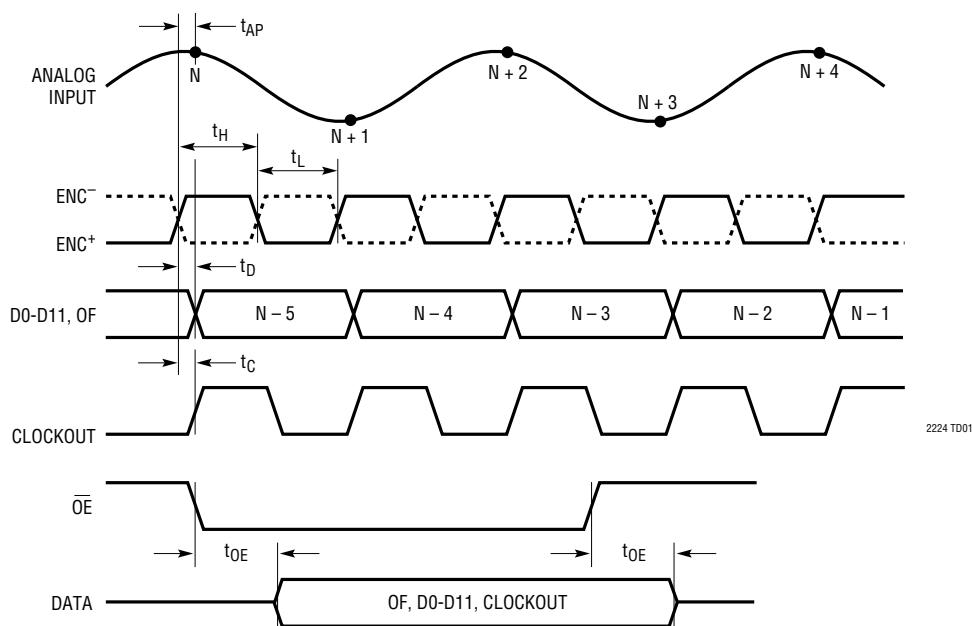 tAP
ANALOG
INPUT
N
N + 1
N + 2
N + 3
N + 4
tH
tL
ENC–
ENC+
tD
D0-D11, OF
N – 5
N – 4
N – 3
N – 2
N – 1
tC
CLOCKOUT
2224 TD01
OE
tOE
tOE
DATA
OF, D0-D11, CLOCKOUT